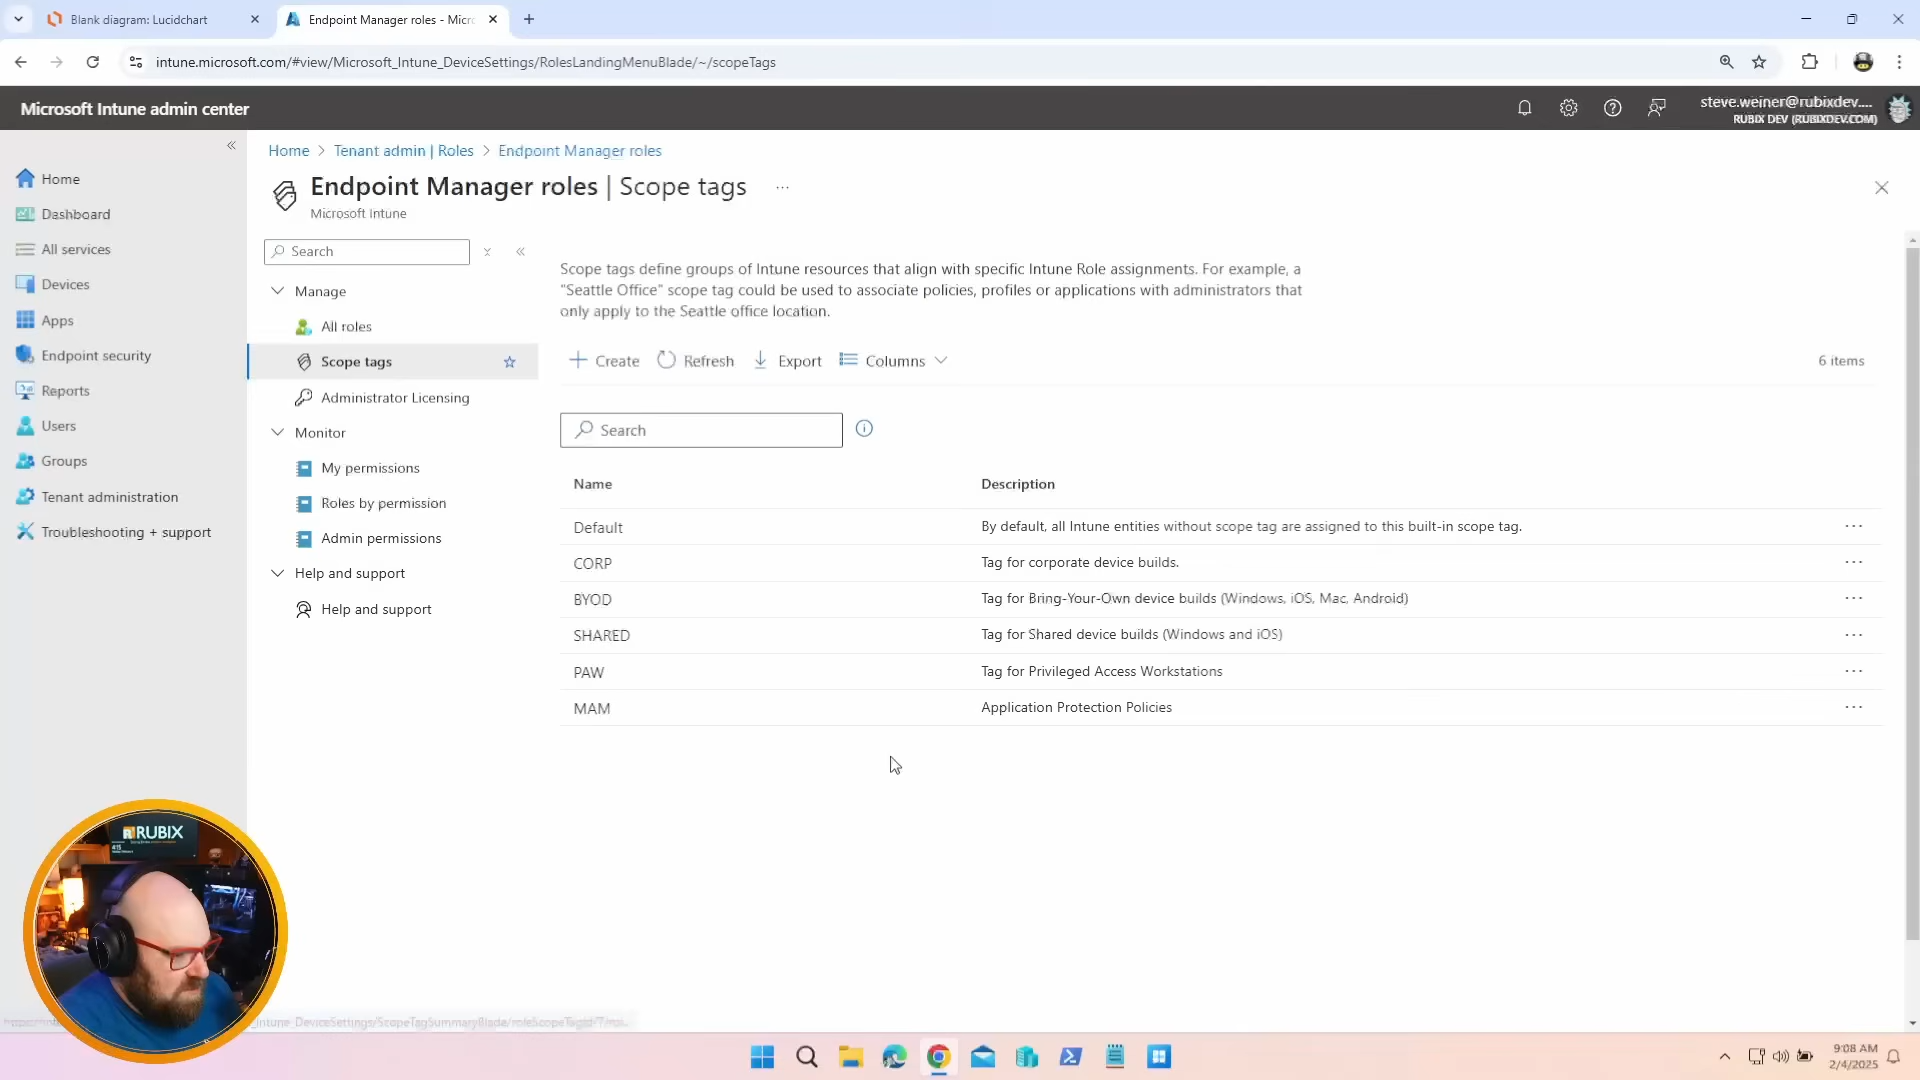 Blank diagram: Lucidchart
Endpoint Manager roles - Micro
intune.microsoft.com/#view/Microsoft_Intune_DeviceSettings/RolesLandingMenuBlade/~/scopeTags
Microsoft Intune admin center
steve.weiner@rubixdev....
RUBIX DEV (RUBIXDEV.COM)
Home > Tenant admin | Roles > Endpoint Manager roles
Endpoint Manager roles | Scope tags
Microsoft Intune
Home
Dashboard
All services
Devices
Apps
Endpoint security
Reports
Users
Groups
Tenant administration
Troubleshooting + support
Search
Manage
All roles
Scope tags
Administrator Licensing
Monitor
My permissions
Roles by permission
Admin permissions
Help and support
Help and support
Scope tags define groups of Intune resources that align with specific Intune Role assignments. For example, a
"Seattle Office" scope tag could be used to associate policies, profiles or applications with administrators that
only apply to the Seattle office location.
Create
Refresh
Export
Columns
6 items
Search
Name Description
Default By default, all Intune entities without scope tag are assigned to this built-in scope tag.
CORP Tag for corporate device builds.
BYOD Tag for Bring-Your-Own device builds (Windows, iOS, Mac, Android)
SHARED Tag for Shared device builds (Windows and iOS)
PAW Tag for Privileged Access Workstations
MAM Application Protection Policies
RUBIX
9:08 AM
2/4/2025